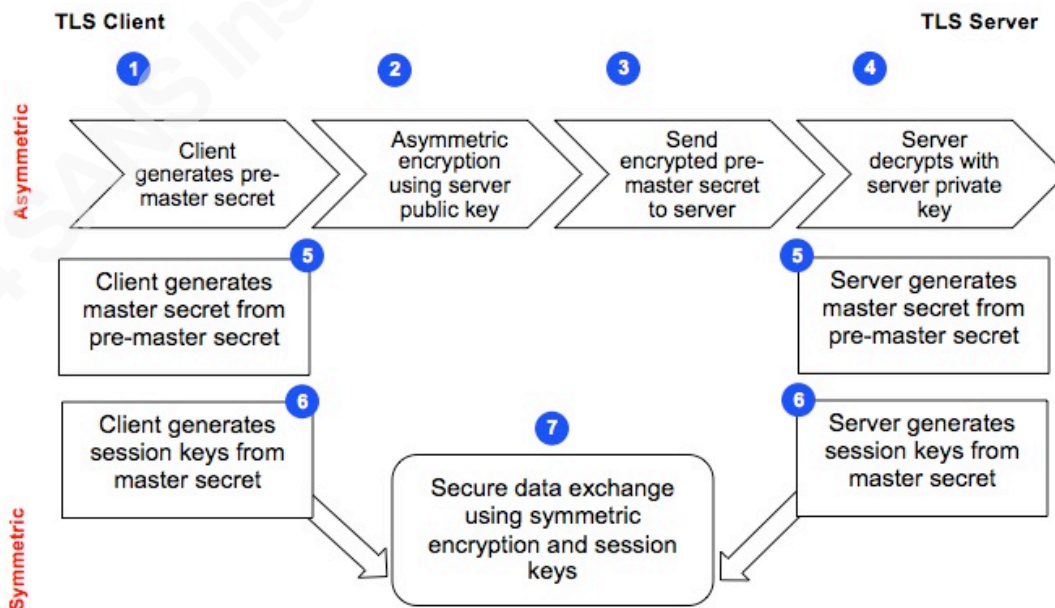 TLS Client
TLS Server
1
2
3
4
Asymmetric
Client
generates pre-
master secret
Asymmetric
encryption
using server
public key
Send
encrypted pre-
master secret
to server
Server
decrypts with
server private
key
5
Client generates
master secret from
pre-master secret
5
Server generates
master secret from
pre-master secret
6
Client generates
session keys from
master secret
6
Server generates
session keys from
master secret
7
Secure data exchange
using symmetric
encryption and session
keys
Symmetric
SANS Ins